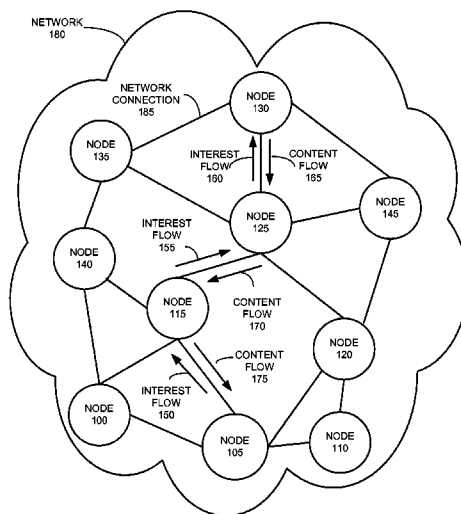 NETWORK
180
NETWORK
CONNECTION
185
NODE
130
NODE
135
INTEREST
FLOW
160
CONTENT
FLOW
165
NODE
125
NODE
145
INTEREST
FLOW
155
NODE
140
CONTENT
FLOW
170
NODE
115
NODE
120
CONTENT
FLOW
175
INTEREST
FLOW
150
NODE
100
NODE
105
NODE
110